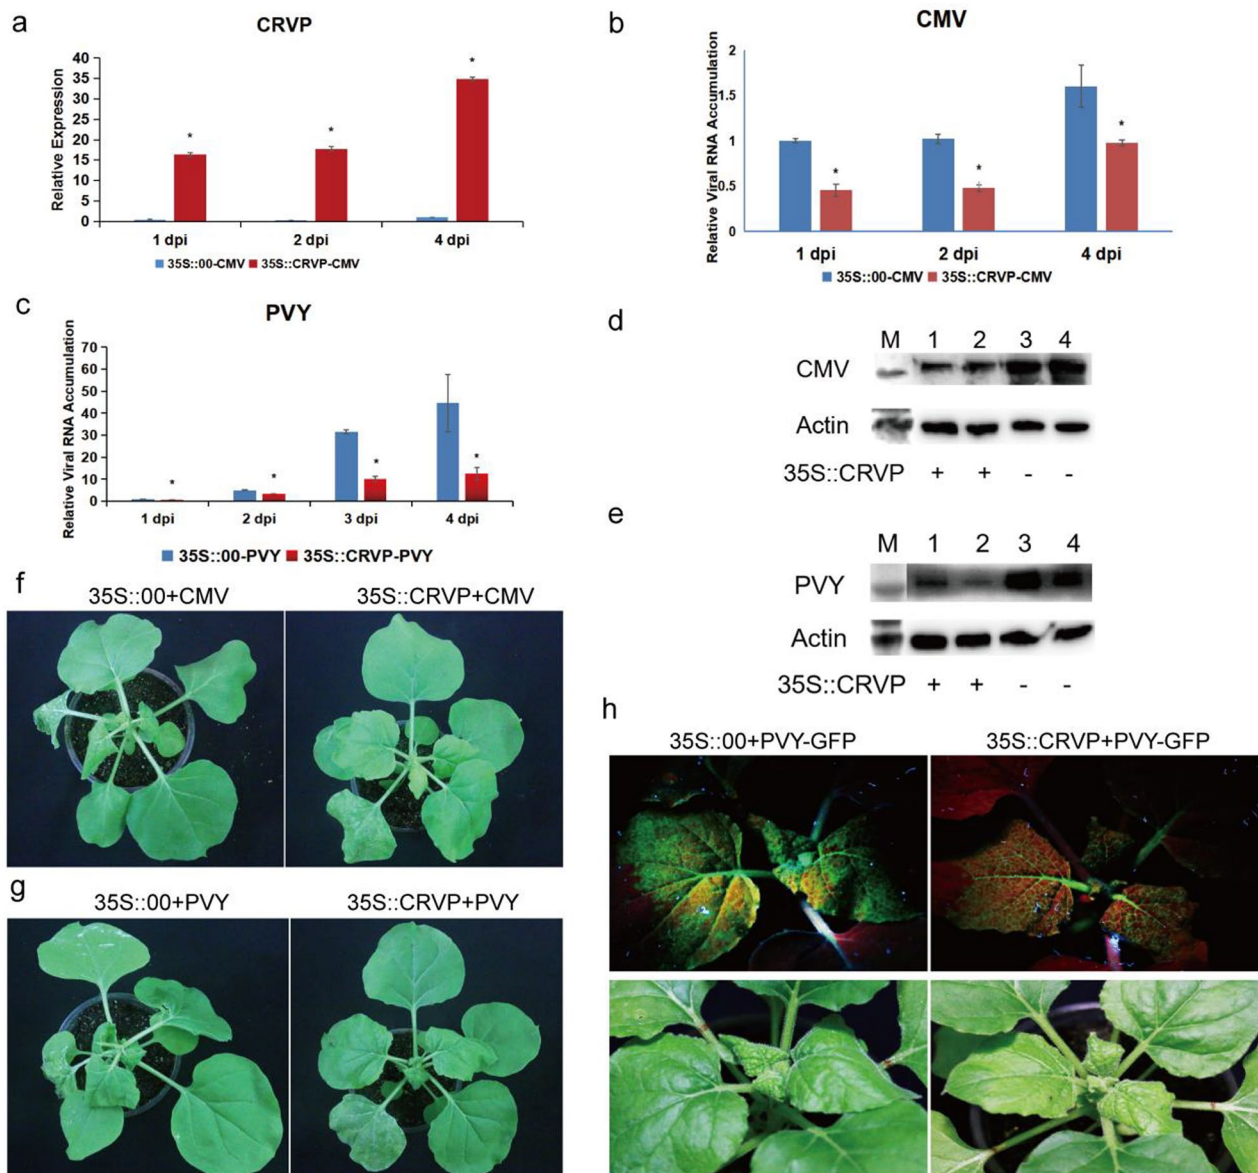 a
CRVP
Relative Expression
40
35
30
25
20
15
10
5
0
*
*
*
1 dpi 2 dpi 4 dpi
35S::00-CMV 35S::CRVP-CMV
b
CMV
Relative Viral RNA Accumulation
2
1.5
1
0.5
0
*
*
*
1 dpi 2 dpi 4 dpi
35S::00-CMV 35S::CRVP-CMV
c
PVY
Relative Viral RNA Accumulation
70
60
50
40
30
20
10
0
*
*
*
*
1 dpi 2 dpi 3 dpi 4 dpi
35S::00-PVY 35S::CRVP-PVY
d
M 1 2 3 4
CMV
Actin
35S::CRVP + + - -
e
M 1 2 3 4
PVY
Actin
35S::CRVP + + - -
f
35S::00+CMV 35S::CRVP+CMV
g
35S::00+PVY 35S::CRVP+PVY
h
35S::00+PVY-GFP 35S::CRVP+PVY-GFP